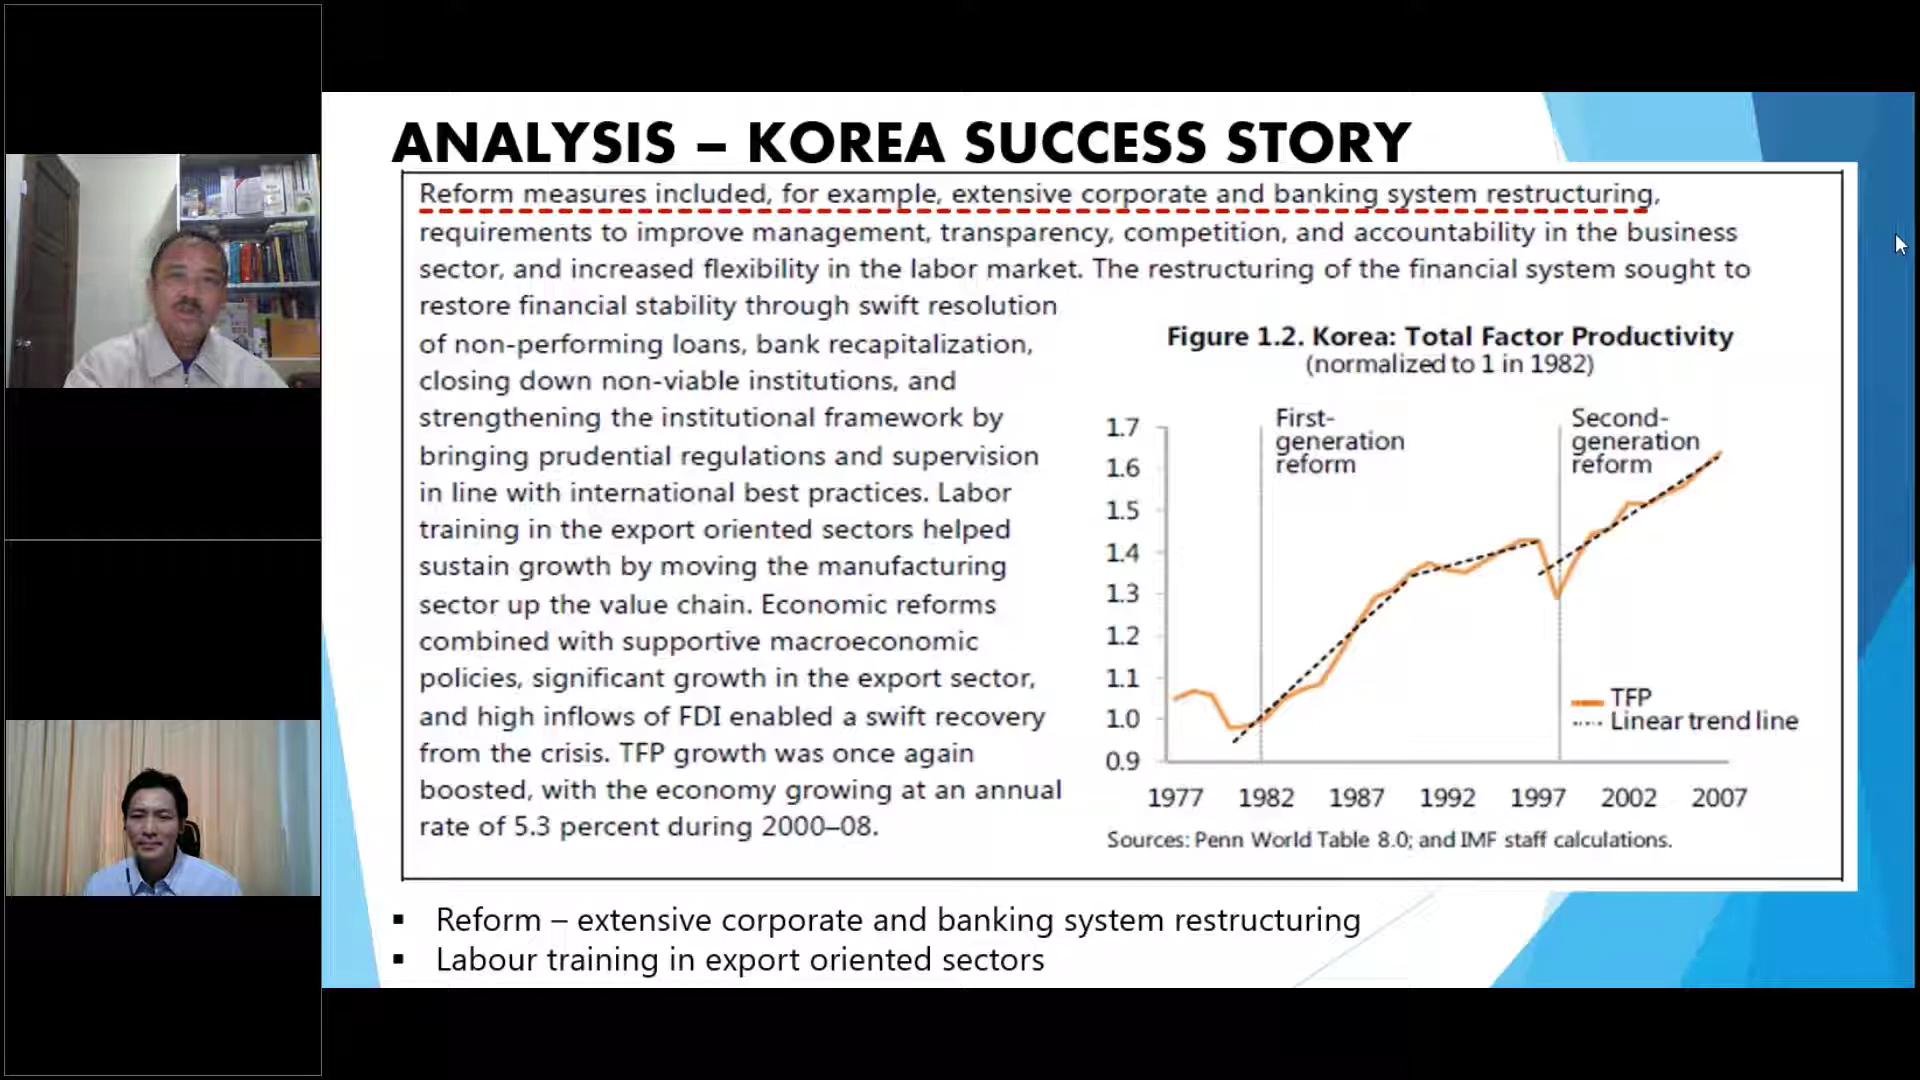 ANALYSIS – KOREA SUCCESS STORY
Reform measures included, for example, extensive corporate and banking system restructuring,
requirements to improve management, transparency, competition, and accountability in the business
sector, and increased flexibility in the labor market. The restructuring of the financial system sought to
restore financial stability through swift resolution
of non-performing loans, bank recapitalization,
closing down non-viable institutions, and
strengthening the institutional framework by
bringing prudential regulations and supervision
in line with international best practices. Labor
training in the export oriented sectors helped
sustain growth by moving the manufacturing
sector up the value chain. Economic reforms
combined with supportive macroeconomic
policies, significant growth in the export sector,
and high inflows of FDI enabled a swift recovery
from the crisis. TFP growth was once again
boosted, with the economy growing at an annual
rate of 5.3 percent during 2000–08.
Figure 1.2. Korea: Total Factor Productivity
(normalized to 1 in 1982)
First-
generation
reform
Second-
generation
reform
1.7
1.6
1.5
1.4
1.3
1.2
1.1
1.0
0.9
TFP
Linear trend line
1977 1982 1987 1992 1997 2002 2007
Sources: Penn World Table 8.0; and IMF staff calculations.
▪ Reform – extensive corporate and banking system restructuring
▪ Labour training in export oriented sectors